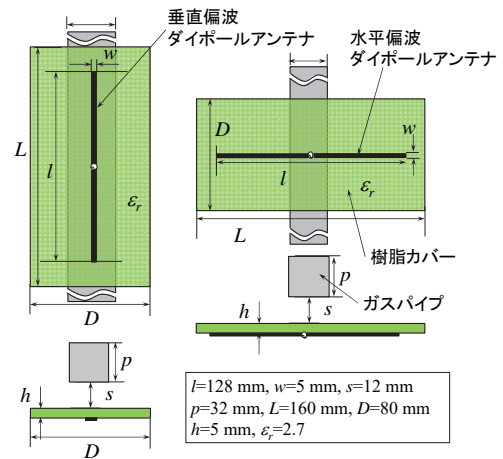 垂直偏波
ダイポールアンテナ
w
L
l
εr
D
p
s
h
D
水平偏波
ダイポールアンテナ
D
w
l
εr
L
樹脂カバー
p
ガスパイプ
h
s
l=128 mm, w=5 mm, s=12 mm
p=32 mm, L=160 mm, D=80 mm
h=5 mm, εr=2.7